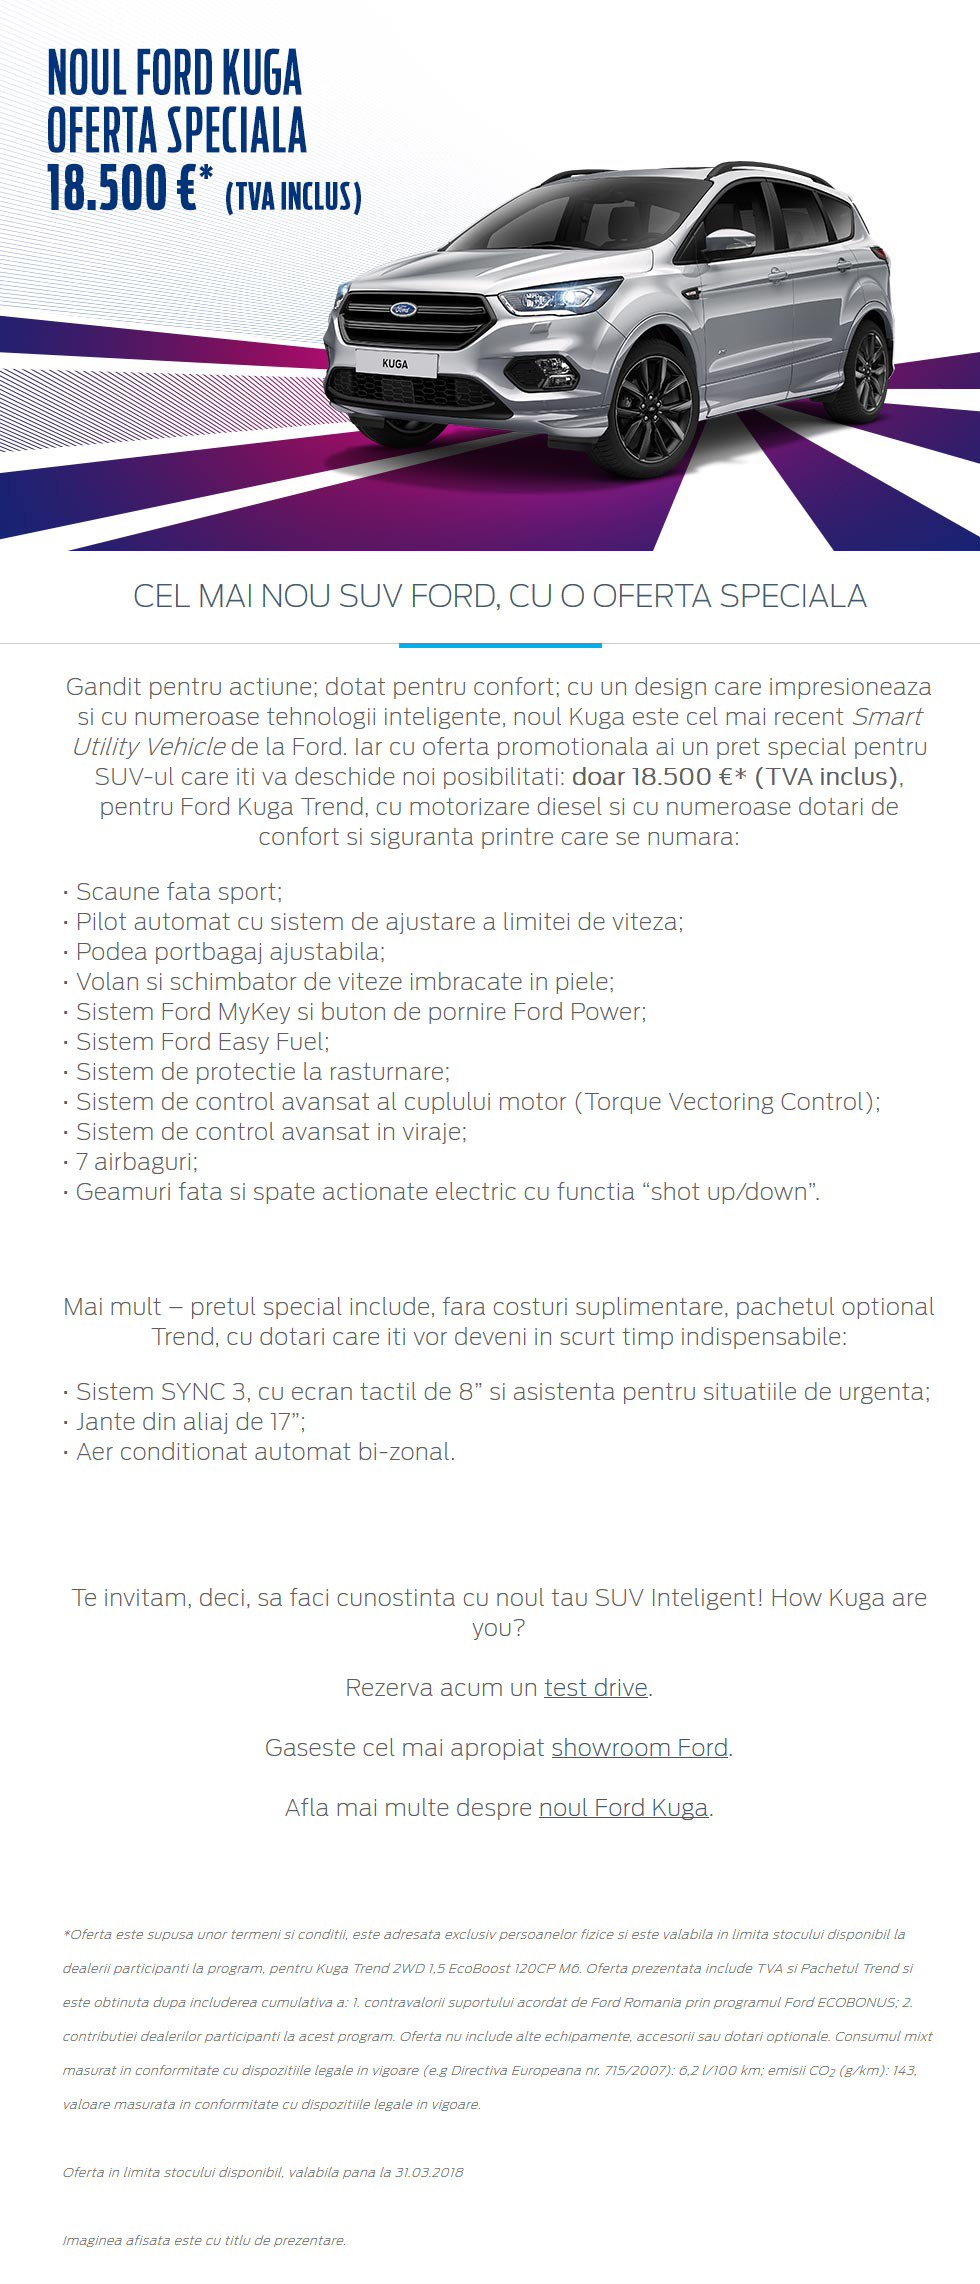 NOUL FORD KUGA
OFERTA SPECIALA
18.500 €* (TVA INCLUS)
Ford
KUGA
CEL MAI NOU SUV FORD, CU O OFERTA SPECIALA
Gandit pentru actiune; dotat pentru confort; cu un design care impresioneaza
si cu numeroase tehnologii inteligente, noul Kuga este cel mai recent Smart
Utility Vehicle de la Ford. Iar cu oferta promotionala ai un pret special pentru
SUV-ul care iti va deschide noi posibilitati: doar 18.500 €* (TVA inclus),
pentru Ford Kuga Trend, cu motorizare diesel si cu numeroase dotari de
confort si siguranta printre care se numara:
· Scaune fata sport;
· Pilot automat cu sistem de ajustare a limitei de viteza;
· Podea portbagaj ajustabila;
· Volan si schimbator de viteze imbracate in piele;
· Sistem Ford MyKey si buton de pornire Ford Power;
· Sistem Ford Easy Fuel;
· Sistem de protectie la rasturnare;
· Sistem de control avansat al cuplului motor (Torque Vectoring Control);
· Sistem de control avansat in viraje;
· 7 airbaguri;
· Geamuri fata si spate actionate electric cu functia “shot up/down”.
Mai mult – pretul special include, fara costuri suplimentare, pachetul optional
Trend, cu dotari care iti vor deveni in scurt timp indispensabile:
· Sistem SYNC 3, cu ecran tactil de 8” si asistenta pentru situatiile de urgenta;
· Jante din aliaj de 17”;
· Aer conditionat automat bi-zonal.
Te invitam, deci, sa faci cunostinta cu noul tau SUV Inteligent! How Kuga are
you?
Rezerva acum un test drive.
Gaseste cel mai apropiat showroom Ford.
Afla mai multe despre noul Ford Kuga.
*Oferta este supusa unor termeni si conditii, este adresata exclusiv persoanelor fizice si este valabila in limita stocului disponibil la
dealerii participanti la program, pentru Kuga Trend 2WD 1,5 EcoBoost 120CP M6. Oferta prezentata include TVA si Pachetul Trend si
este obtinuta dupa includerea cumulativa a: 1. contravalorii suportului acordat de Ford Romania prin programul Ford ECOBONUS; 2.
contributiei dealerilor participanti la acest program. Oferta nu include alte echipamente, accesorii sau dotari optionale. Consumul mixt
masurat in conformitate cu dispozitiile legale in vigoare (e.g Directiva Europeana nr. 715/2007): 6,2 l/100 km; emisii CO₂ (g/km): 143,
valoare masurata in conformitate cu dispozitiile legale in vigoare.
Oferta in limita stocului disponibil, valabila pana la 31.03.2018
Imaginea afisata este cu titlu de prezentare.